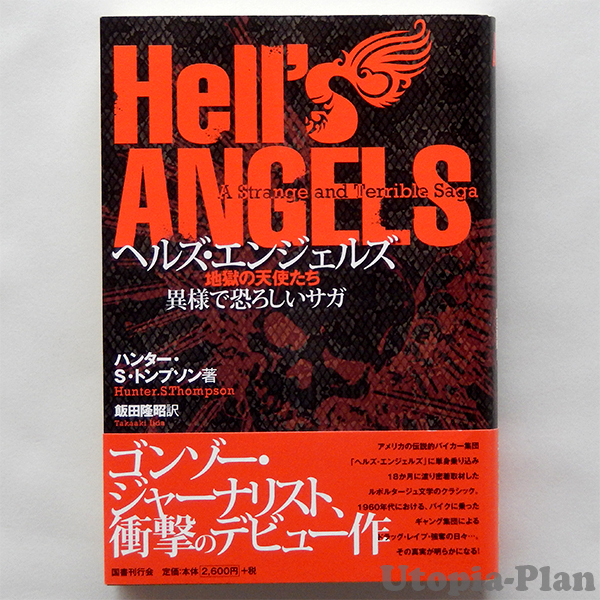 Hell's
ANGELS
A Strange and Terrible Saga
ヘルズ・エンジェルズ
地獄の天使たち
異様で恐ろしいサガ
ハンター・
S・トンプソン著
Hunter.S.Thompson
飯田隆昭訳
Takaaki Iida
ゴンゾー・
ジャーナリスト、
衝撃のデビュー作
アメリカの伝説的バイカー集団
「ヘルズ・エンジェルズ」に単身乗り込み
18か月に渡り密着取材した
ルポルタージュ文学のクラシック、
1960年代における、バイクに乗った
ギャング集団による
ドラッグ・レイプ・強奪の日々…。
その真実が明らかになる!
国書刊行会 定価:本体2,600円+税
Utopia-Plan